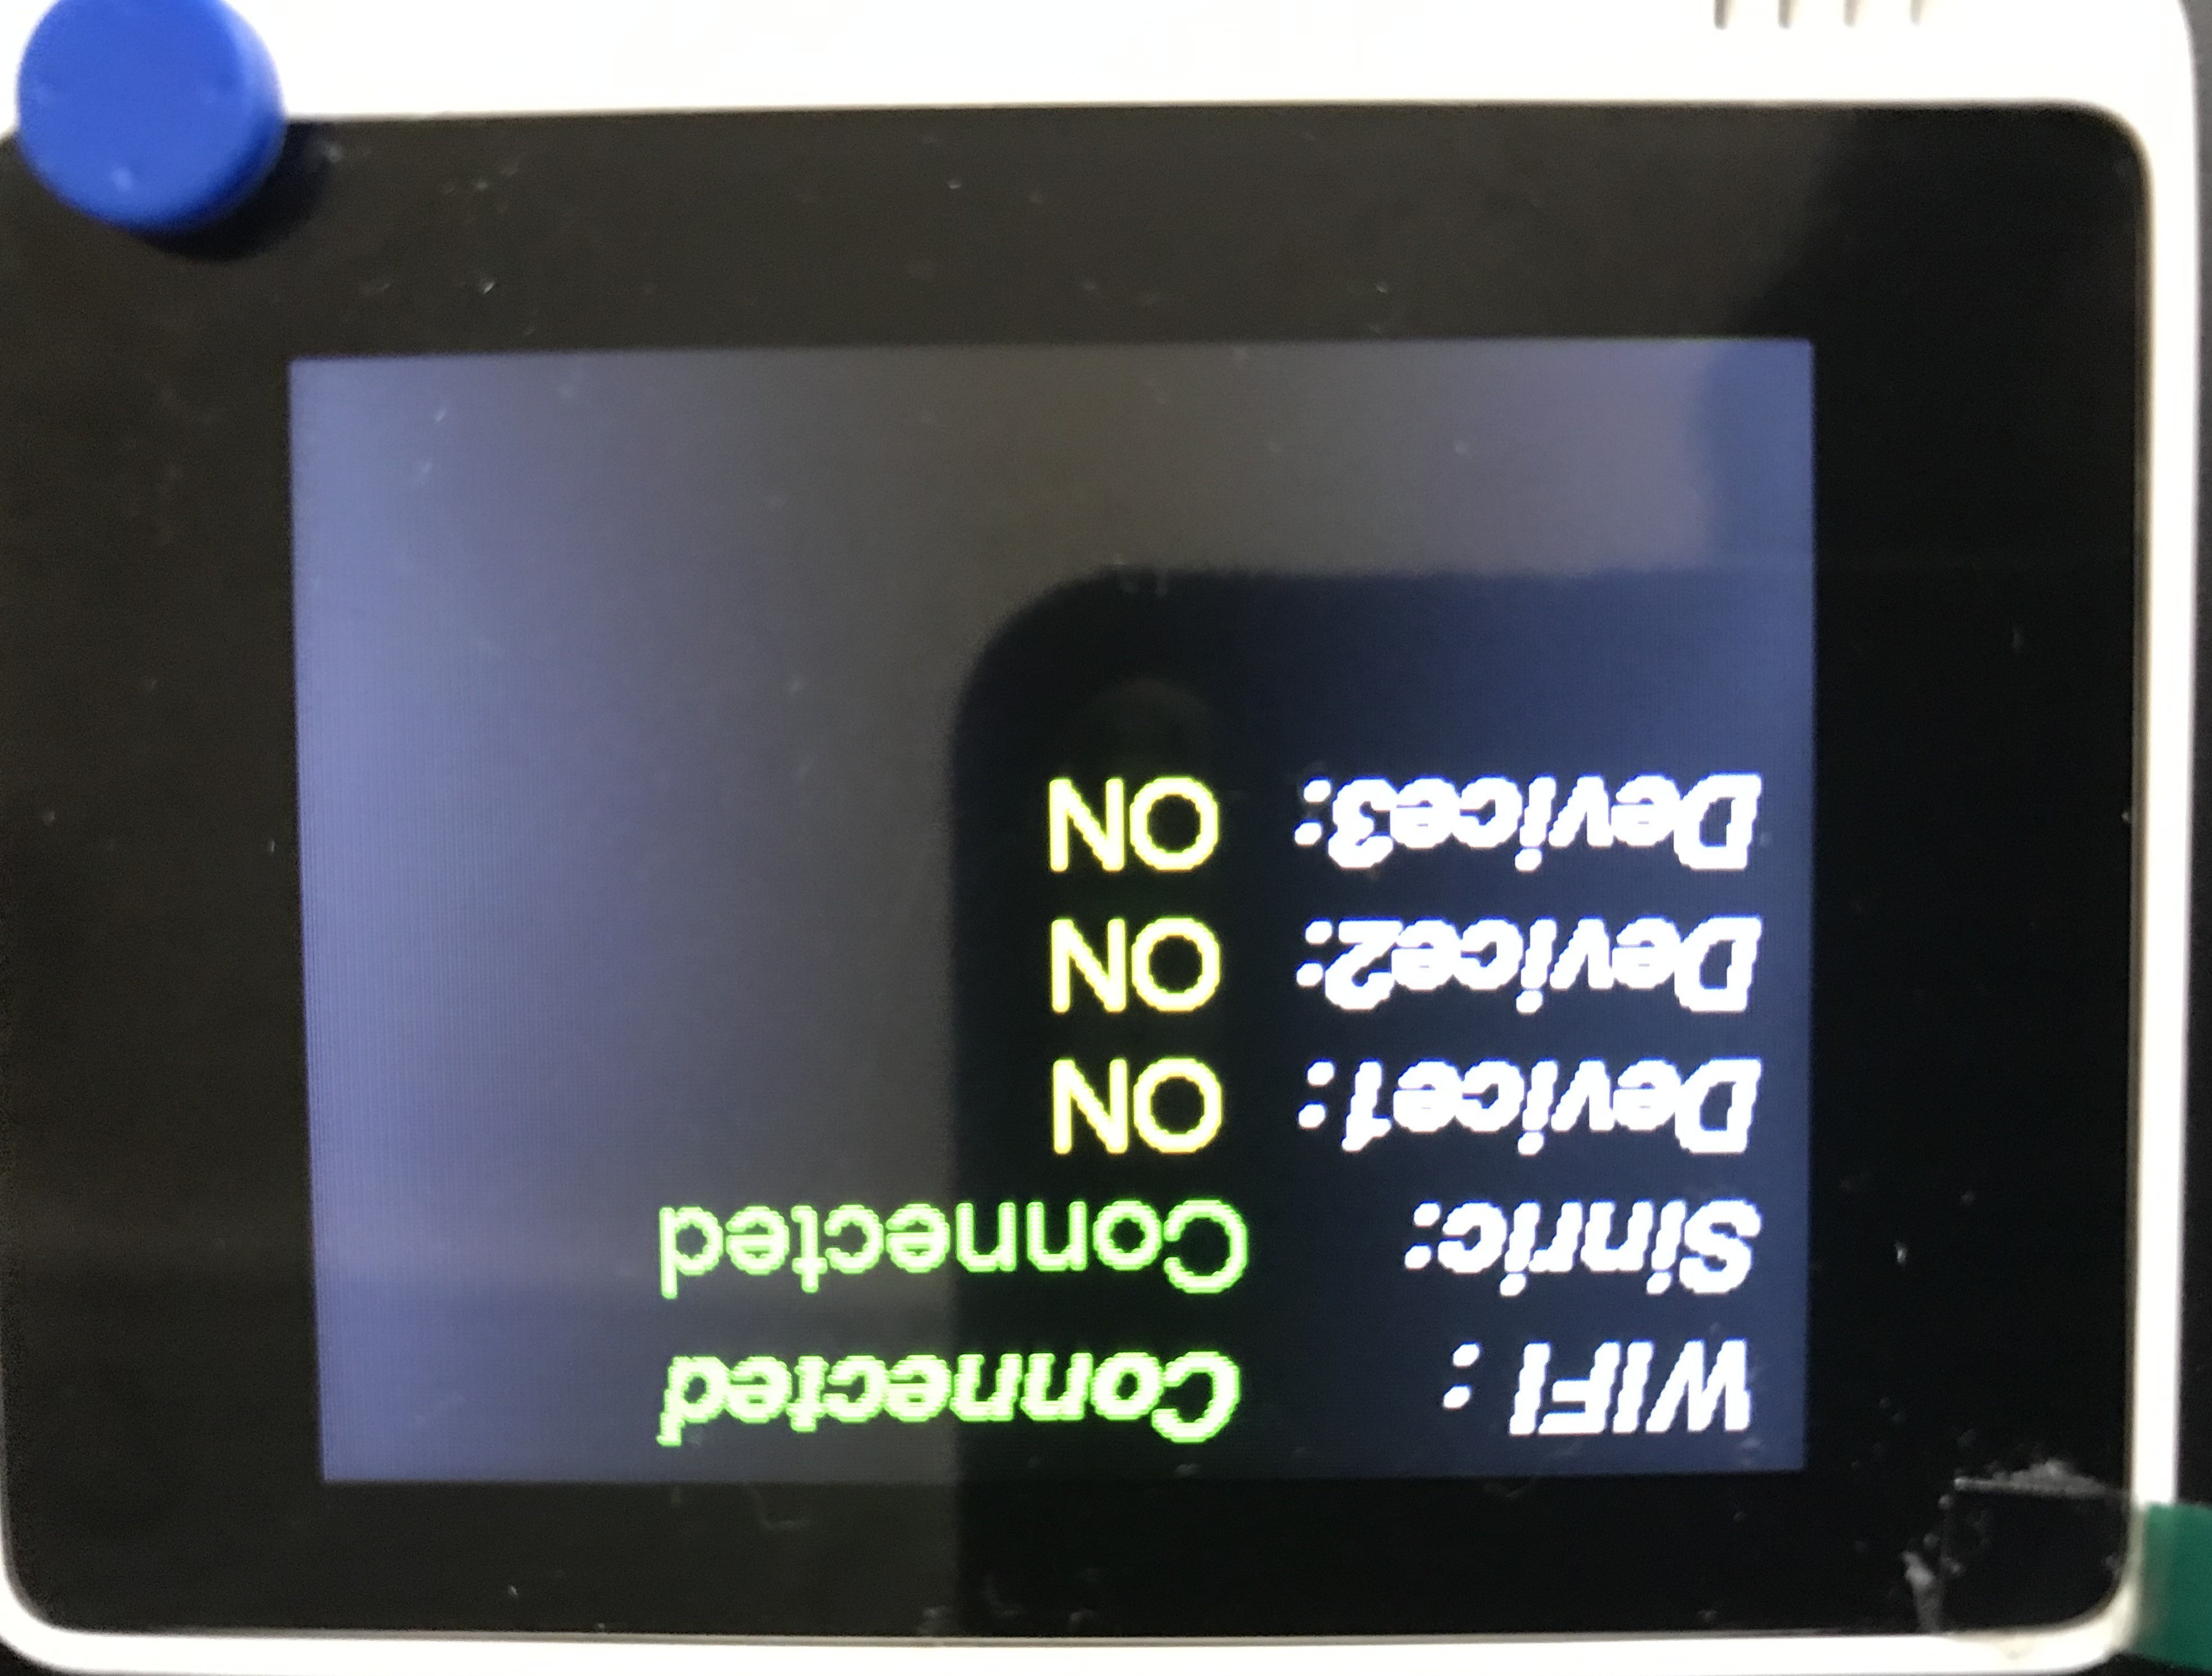 WIFI : Connected
Sinric: Connected
Device1: ON
Device2: ON
Device3: ON